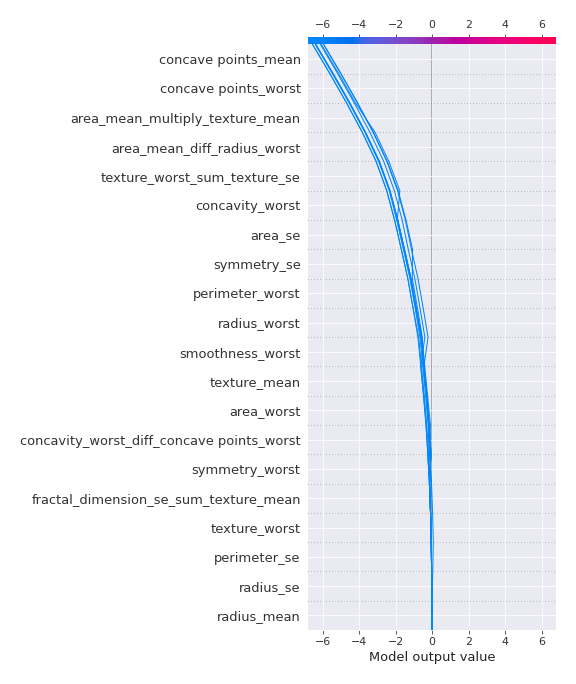 −6 −4 −2 0 2 4 6
concave points_mean
concave points_worst
area_mean_multiply_texture_mean
area_mean_diff_radius_worst
texture_worst_sum_texture_se
concavity_worst
area_se
symmetry_se
perimeter_worst
radius_worst
smoothness_worst
texture_mean
area_worst
concavity_worst_diff_concave points_worst
symmetry_worst
fractal_dimension_se_sum_texture_mean
texture_worst
perimeter_se
radius_se
radius_mean
−6 −4 −2 0 2 4 6
Model output value